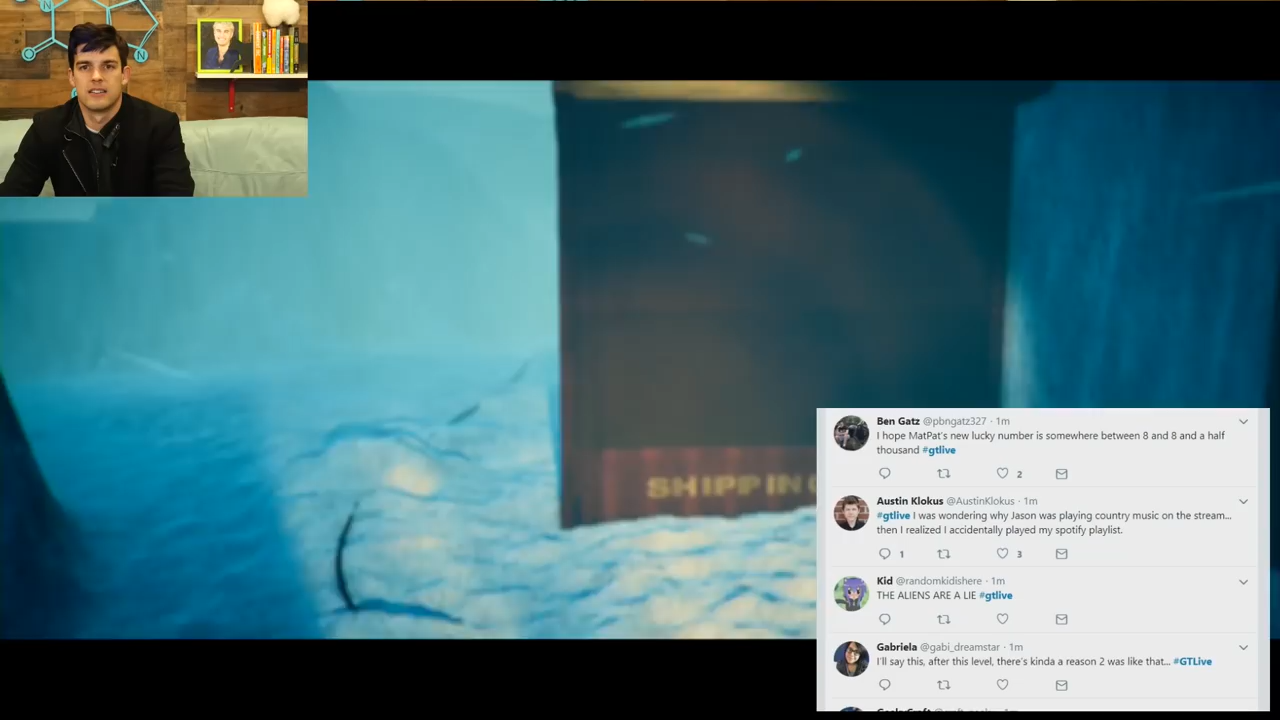 N
N
SHIPPING
Ben Gatz @pbngatz327 · 1m
I hope MatPat's new lucky number is somewhere between 8 and 8 and a half
thousand #gtlive
2
Austin Klokus @AustinKlokus · 1m
#gtlive I was wondering why Jason was playing country music on the stream...
then I realized I accidentally played my spotify playlist.
1
3
Kid @randomkidishere · 1m
THE ALIENS ARE A LIE #gtlive
Gabriela @gabi_dreamstar · 1m
I'll say this, after this level, there's kinda a reason 2 was like that... #GTLive